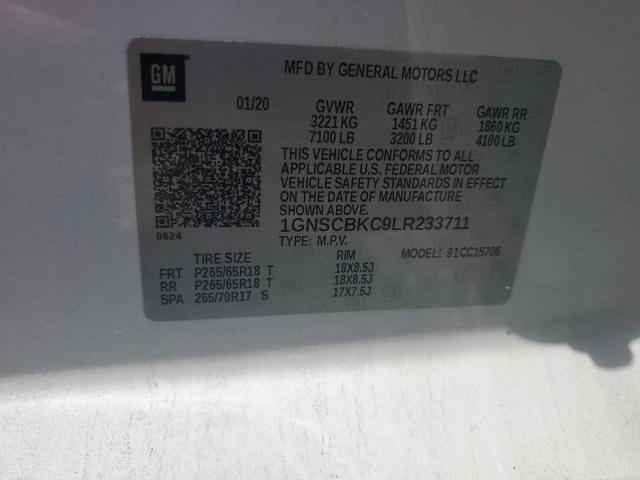 GM
MFD BY GENERAL MOTORS LLC
01/20 GVWR GAWR FRT GAWR RR
3221 KG 1451 KG 1860 KG
7100 LB 3200 LB 4100 LB
THIS VEHICLE CONFORMS TO ALL
APPLICABLE U.S. FEDERAL MOTOR
VEHICLE SAFETY STANDARDS IN EFFECT
ON THE DATE OF MANUFACTURE
SHOWN ABOVE.
1GNSCBKC9LR233711
8624
TYPE: M.P.V. MODEL: 91CC15706
TIRE SIZE RIM
FRT P265/65R18 T 18X8.5J
RR P265/65R18 T 18X8.5J
SPA 265/70R17 S 17X7.5J